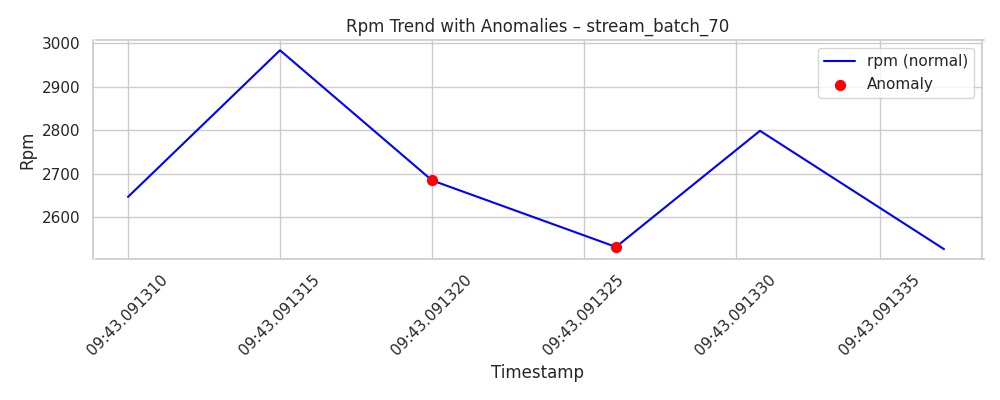 Rpm Trend with Anomalies – stream_batch_70
rpm (normal)
Anomaly
Rpm
3000
2900
2800
2700
2600
09:43.091310
09:43.091315
09:43.091320
09:43.091325
09:43.091330
09:43.091335
Timestamp